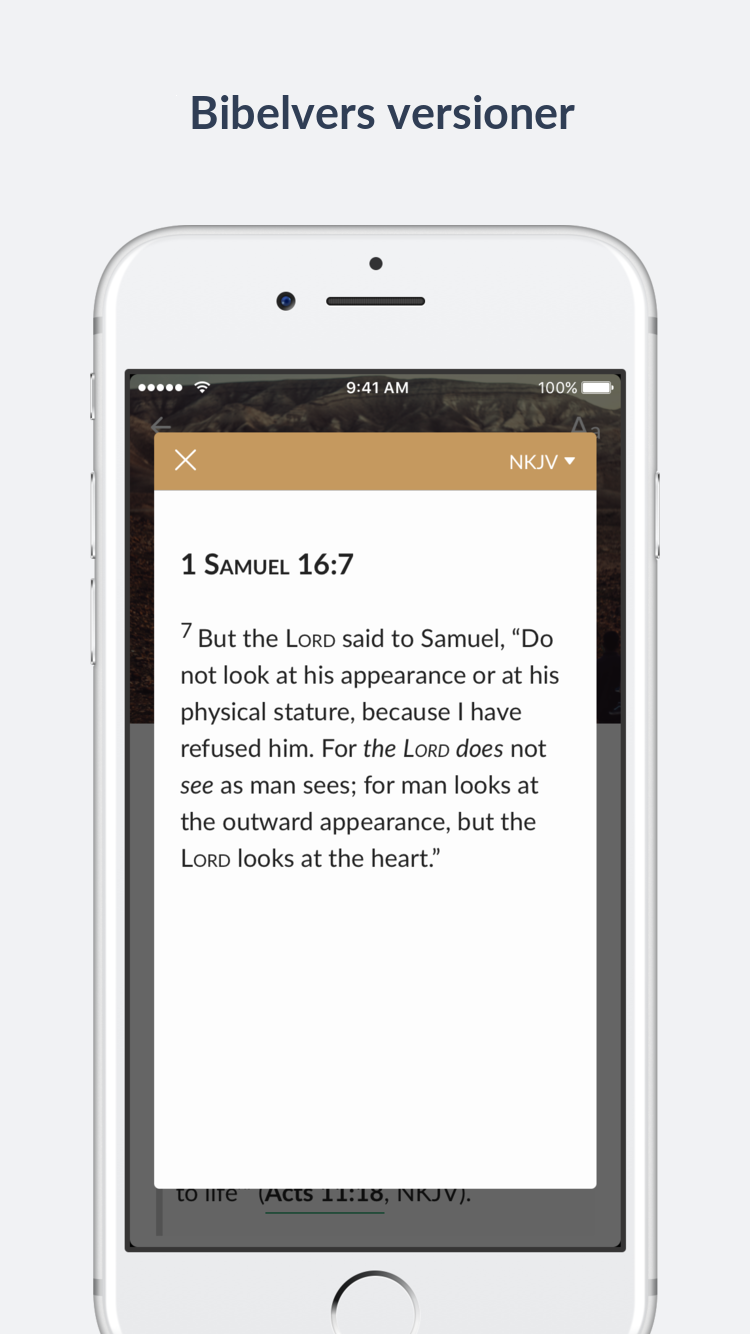 Bibelvers versioner
9:41 AM 100%
Aa
NKJV
1 SAMUEL 16:7
7 But the LORD said to Samuel, “Do
not look at his appearance or at his
physical stature, because I have
refused him. For the LORD does not
see as man sees; for man looks at
the outward appearance, but the
LORD looks at the heart.”
to life” (Acts 11:18, NKJV).